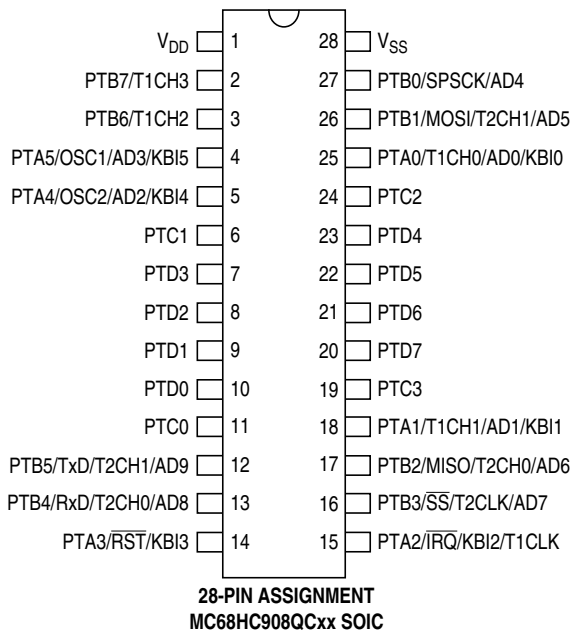 VDD 1 28 VSS
PTB7/T1CH3 2 27 PTB0/SPSCK/AD4
PTB6/T1CH2 3 26 PTB1/MOSI/T2CH1/AD5
PTA5/OSC1/AD3/KBI5 4 25 PTA0/T1CH0/AD0/KBI0
PTA4/OSC2/AD2/KBI4 5 24 PTC2
PTC1 6 23 PTD4
PTD3 7 22 PTD5
PTD2 8 21 PTD6
PTD1 9 20 PTD7
PTD0 10 19 PTC3
PTC0 11 18 PTA1/T1CH1/AD1/KBI1
PTB5/TxD/T2CH1/AD9 12 17 PTB2/MISO/T2CH0/AD6
PTB4/RxD/T2CH0/AD8 13 16 PTB3/S̅S̅/T2CLK/AD7
PTA3/R̅S̅T̅/KBI3 14 15 PTA2/I̅R̅Q̅/KBI2/T1CLK
28-PIN ASSIGNMENT
MC68HC908QCxx SOIC